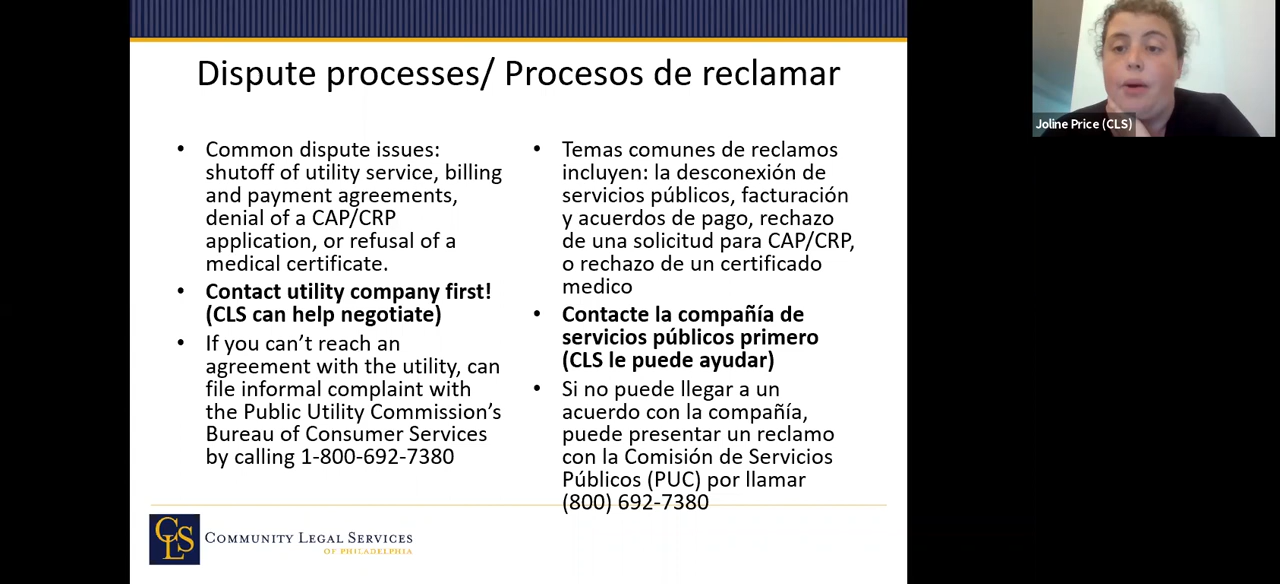 Dispute processes/ Procesos de reclamar
• Common dispute issues:
shutoff of utility service, billing
and payment agreements,
denial of a CAP/CRP
application, or refusal of a
medical certificate.
• Contact utility company first!
(CLS can help negotiate)
• If you can’t reach an
agreement with the utility, can
file informal complaint with
the Public Utility Commission’s
Bureau of Consumer Services
by calling 1-800-692-7380
• Temas comunes de reclamos
incluyen: la desconexión de
servicios públicos, facturación
y acuerdos de pago, rechazo
de una solicitud para CAP/CRP,
o rechazo de un certificado
medico
• Contacte la compañía de
servicios públicos primero
(CLS le puede ayudar)
• Si no puede llegar a un
acuerdo con la compañía,
puede presentar un reclamo
con la Comisión de Servicios
Públicos (PUC) por llamar
(800) 692-7380
CLS
COMMUNITY LEGAL SERVICES
OF PHILADELPHIA
Joline Price (CLS)